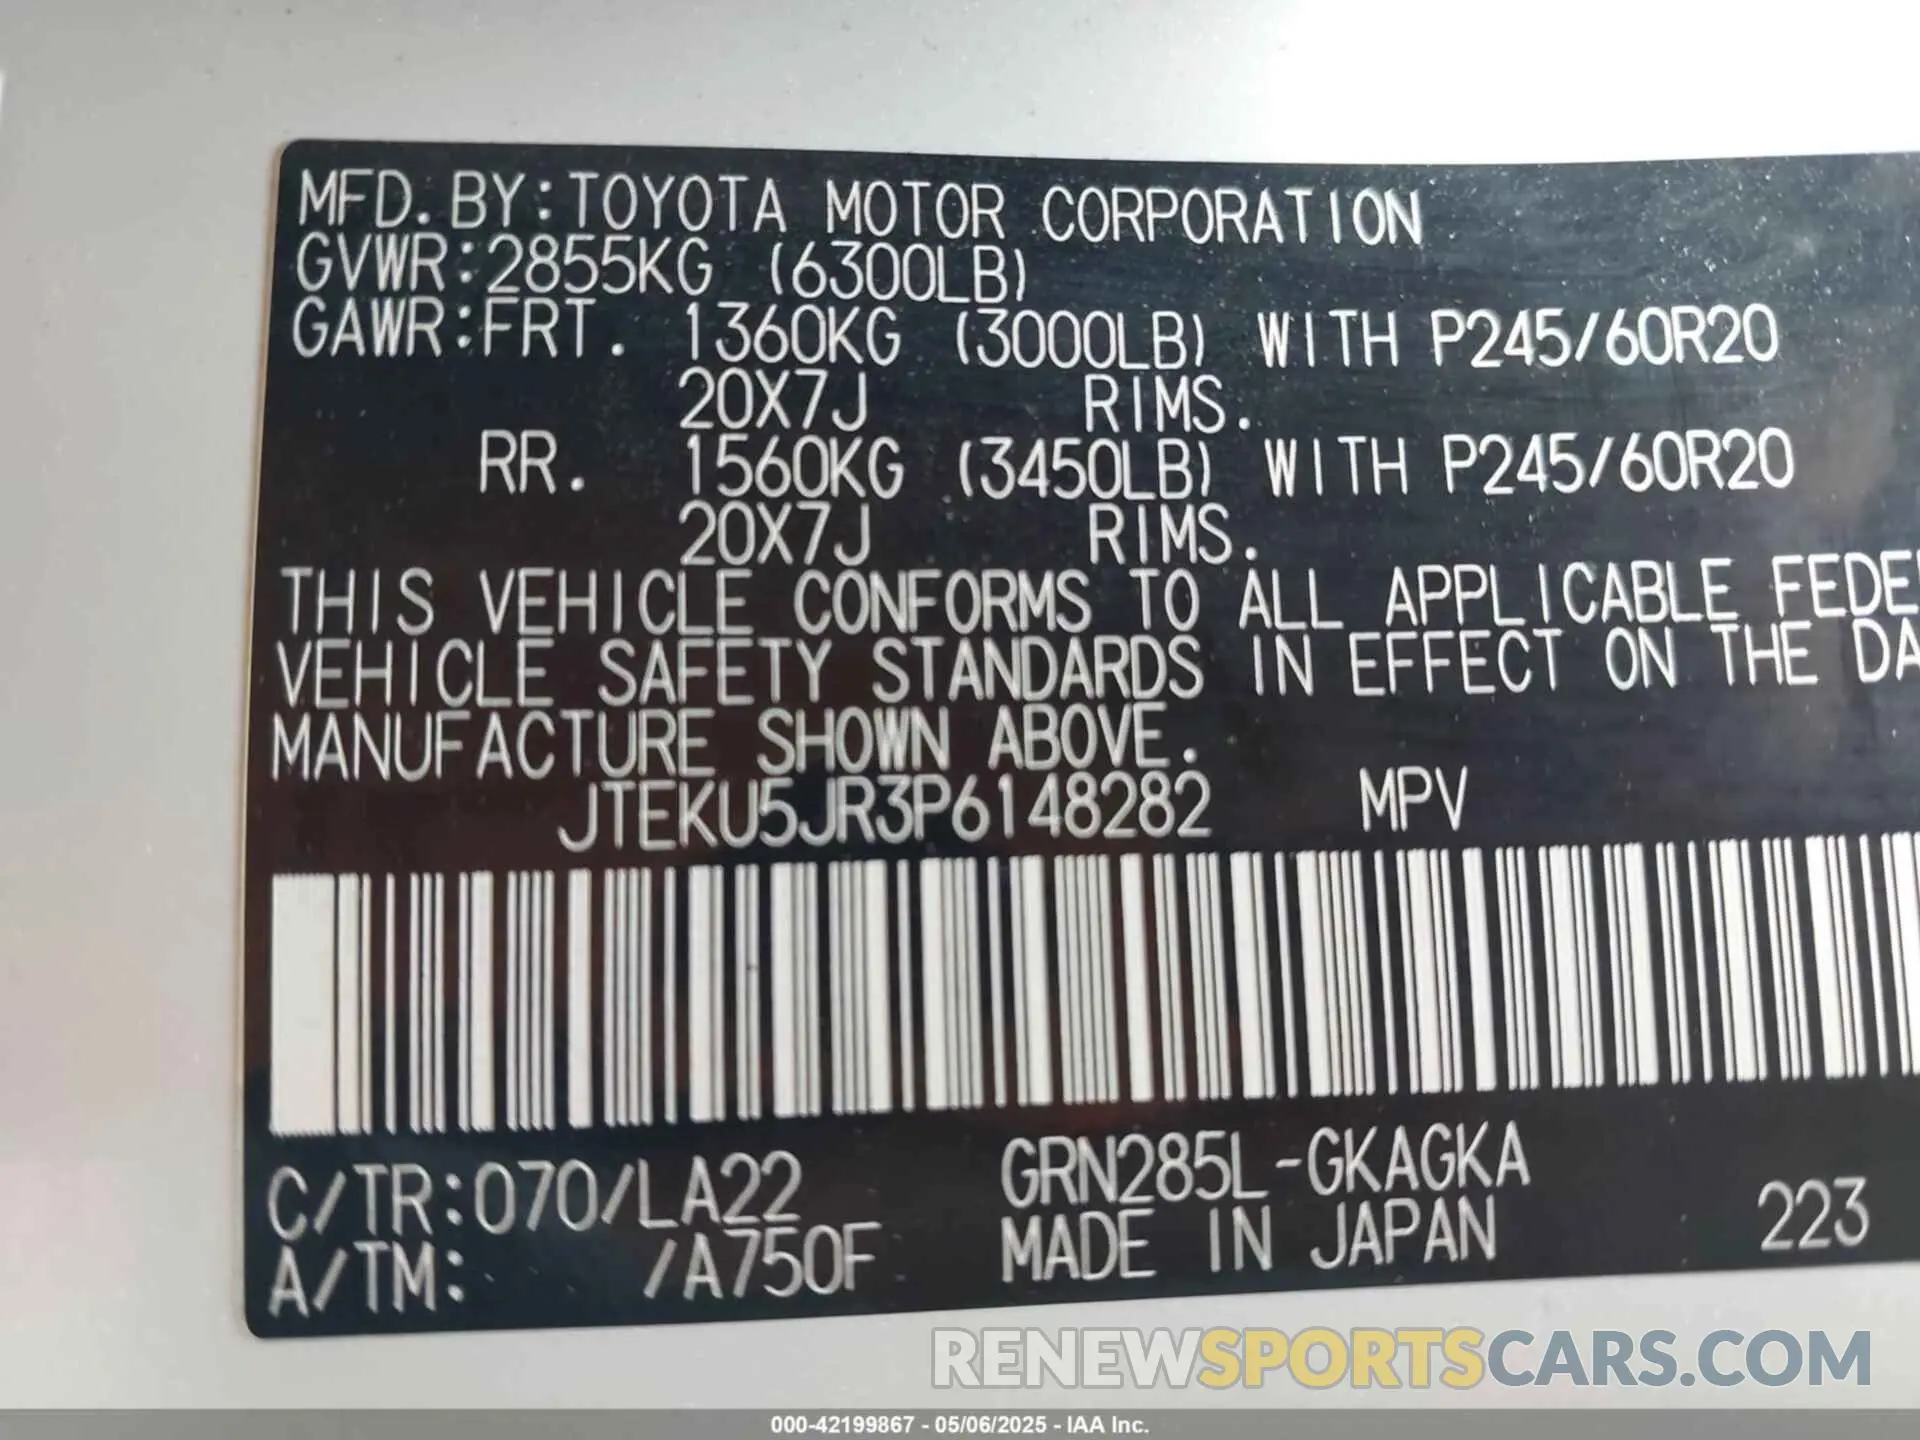 MFD. BY: TOYOTA MOTOR CORPORATION
GVWR: 2855KG (6300LB)
GAWR: FRT. 1360KG (3000LB) WITH P245/60R20
20X7J RIMS.
RR. 1560KG (3450LB) WITH P245/60R20
20X7J RIMS.
THIS VEHICLE CONFORMS TO ALL APPLICABLE FEDE
VEHICLE SAFETY STANDARDS IN EFFECT ON THE DA
MANUFACTURE SHOWN ABOVE.
JTEKU5JR3P6148282 MPV
C/TR: 070/LA22 GRN285L-GKAGKA
A/TM: /A750F MADE IN JAPAN 223
RENEWSPORTSCARS.COM
000-42199867 - 05/06/2025 - IAA Inc.